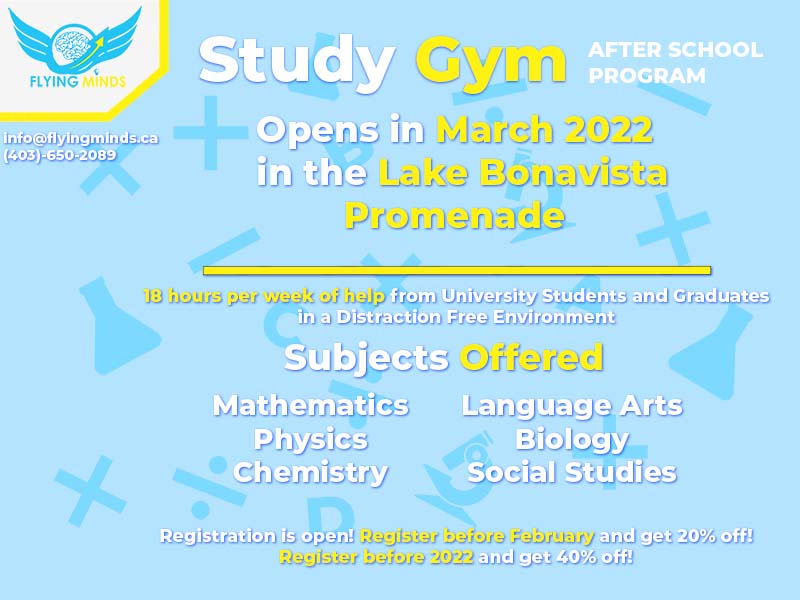 FLYING MINDS
info@flyingminds.ca
(403)-650-2089
Study Gym
AFTER SCHOOL
PROGRAM
Opens in March 2022
in the Lake Bonavista
Promenade
18 hours per week of help from University Students and Graduates
in a Distraction Free Environment
Subjects Offered
Mathematics
Physics
Chemistry
Language Arts
Biology
Social Studies
Registration is open! Register before February and get 20% off!
Register before 2022 and get 40% off!